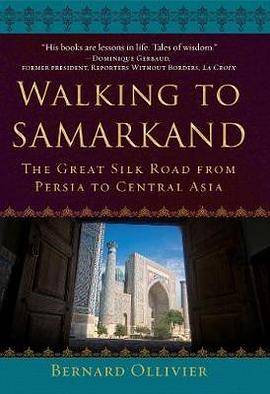 "His books are lessons in life. Tales of wisdom."
—Dominique Gerbaud,
former president, Reporters Without Borders, La Croix
Walking to
Samarkand
The Great Silk Road from
Persia to Central Asia
Bernard Ollivier